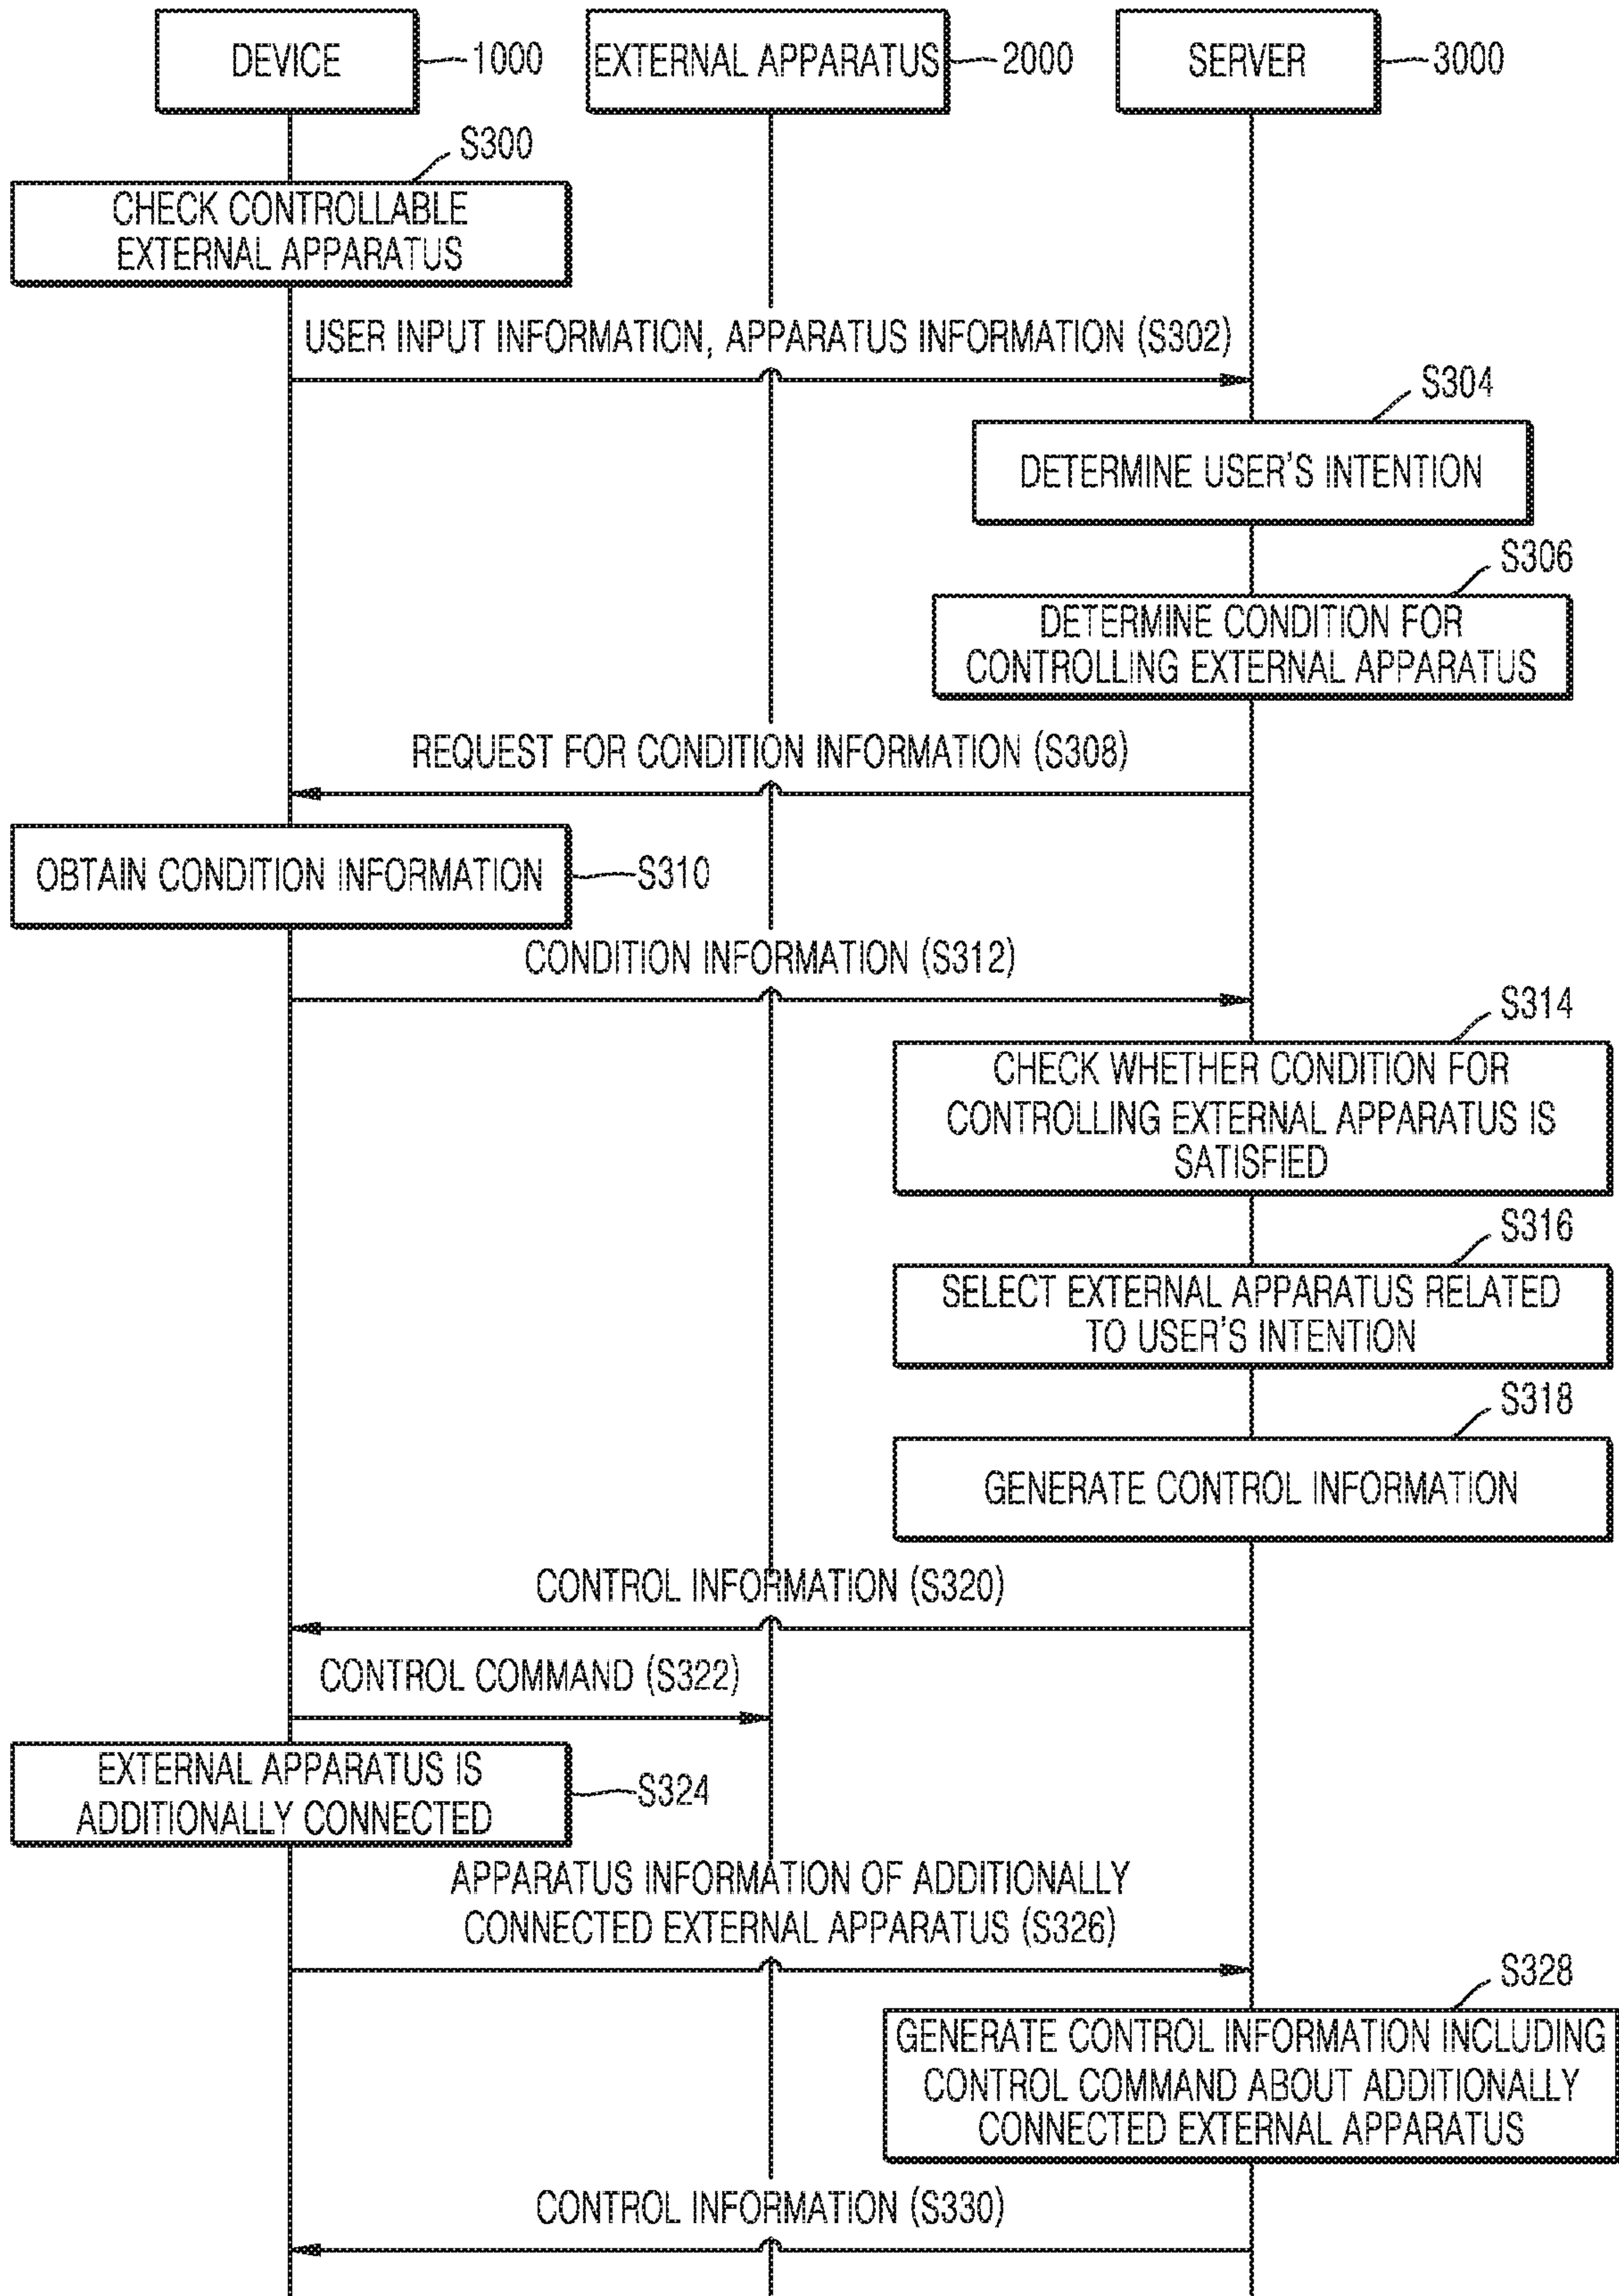 DEVICE
1000
EXTERNAL APPARATUS
2000
SERVER
3000
S300
CHECK CONTROLLABLE
EXTERNAL APPARATUS
USER INPUT INFORMATION, APPARATUS INFORMATION (S302)
S304
DETERMINE USER'S INTENTION
S306
DETERMINE CONDITION FOR
CONTROLLING EXTERNAL APPARATUS
REQUEST FOR CONDITION INFORMATION (S308)
OBTAIN CONDITION INFORMATION
S310
CONDITION INFORMATION (S312)
S314
CHECK WHETHER CONDITION FOR
CONTROLLING EXTERNAL APPARATUS IS
SATISFIED
S316
SELECT EXTERNAL APPARATUS RELATED
TO USER'S INTENTION
S318
GENERATE CONTROL INFORMATION
CONTROL INFORMATION (S320)
CONTROL COMMAND (S322)
EXTERNAL APPARATUS IS
ADDITIONALLY CONNECTED
S324
APPARATUS INFORMATION OF ADDITIONALLY
CONNECTED EXTERNAL APPARATUS (S326)
S328
GENERATE CONTROL INFORMATION INCLUDING
CONTROL COMMAND ABOUT ADDITIONALLY
CONNECTED EXTERNAL APPARATUS
CONTROL INFORMATION (S330)